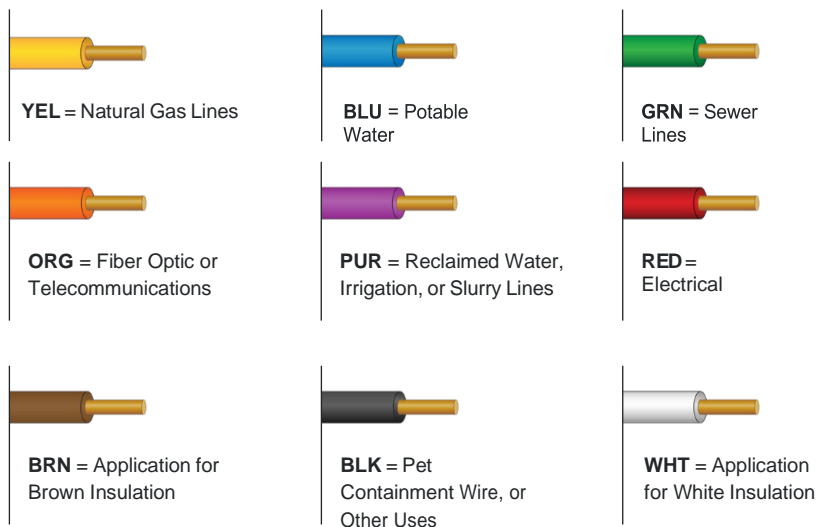 YEL = Natural Gas Lines
BLU = Potable
Water
GRN = Sewer
Lines
ORG = Fiber Optic or
Telecommunications
PUR = Reclaimed Water,
Irrigation, or Slurry Lines
RED =
Electrical
BRN = Application for
Brown Insulation
BLK = Pet
Containment Wire, or
Other Uses
WHT = Application
for White Insulation